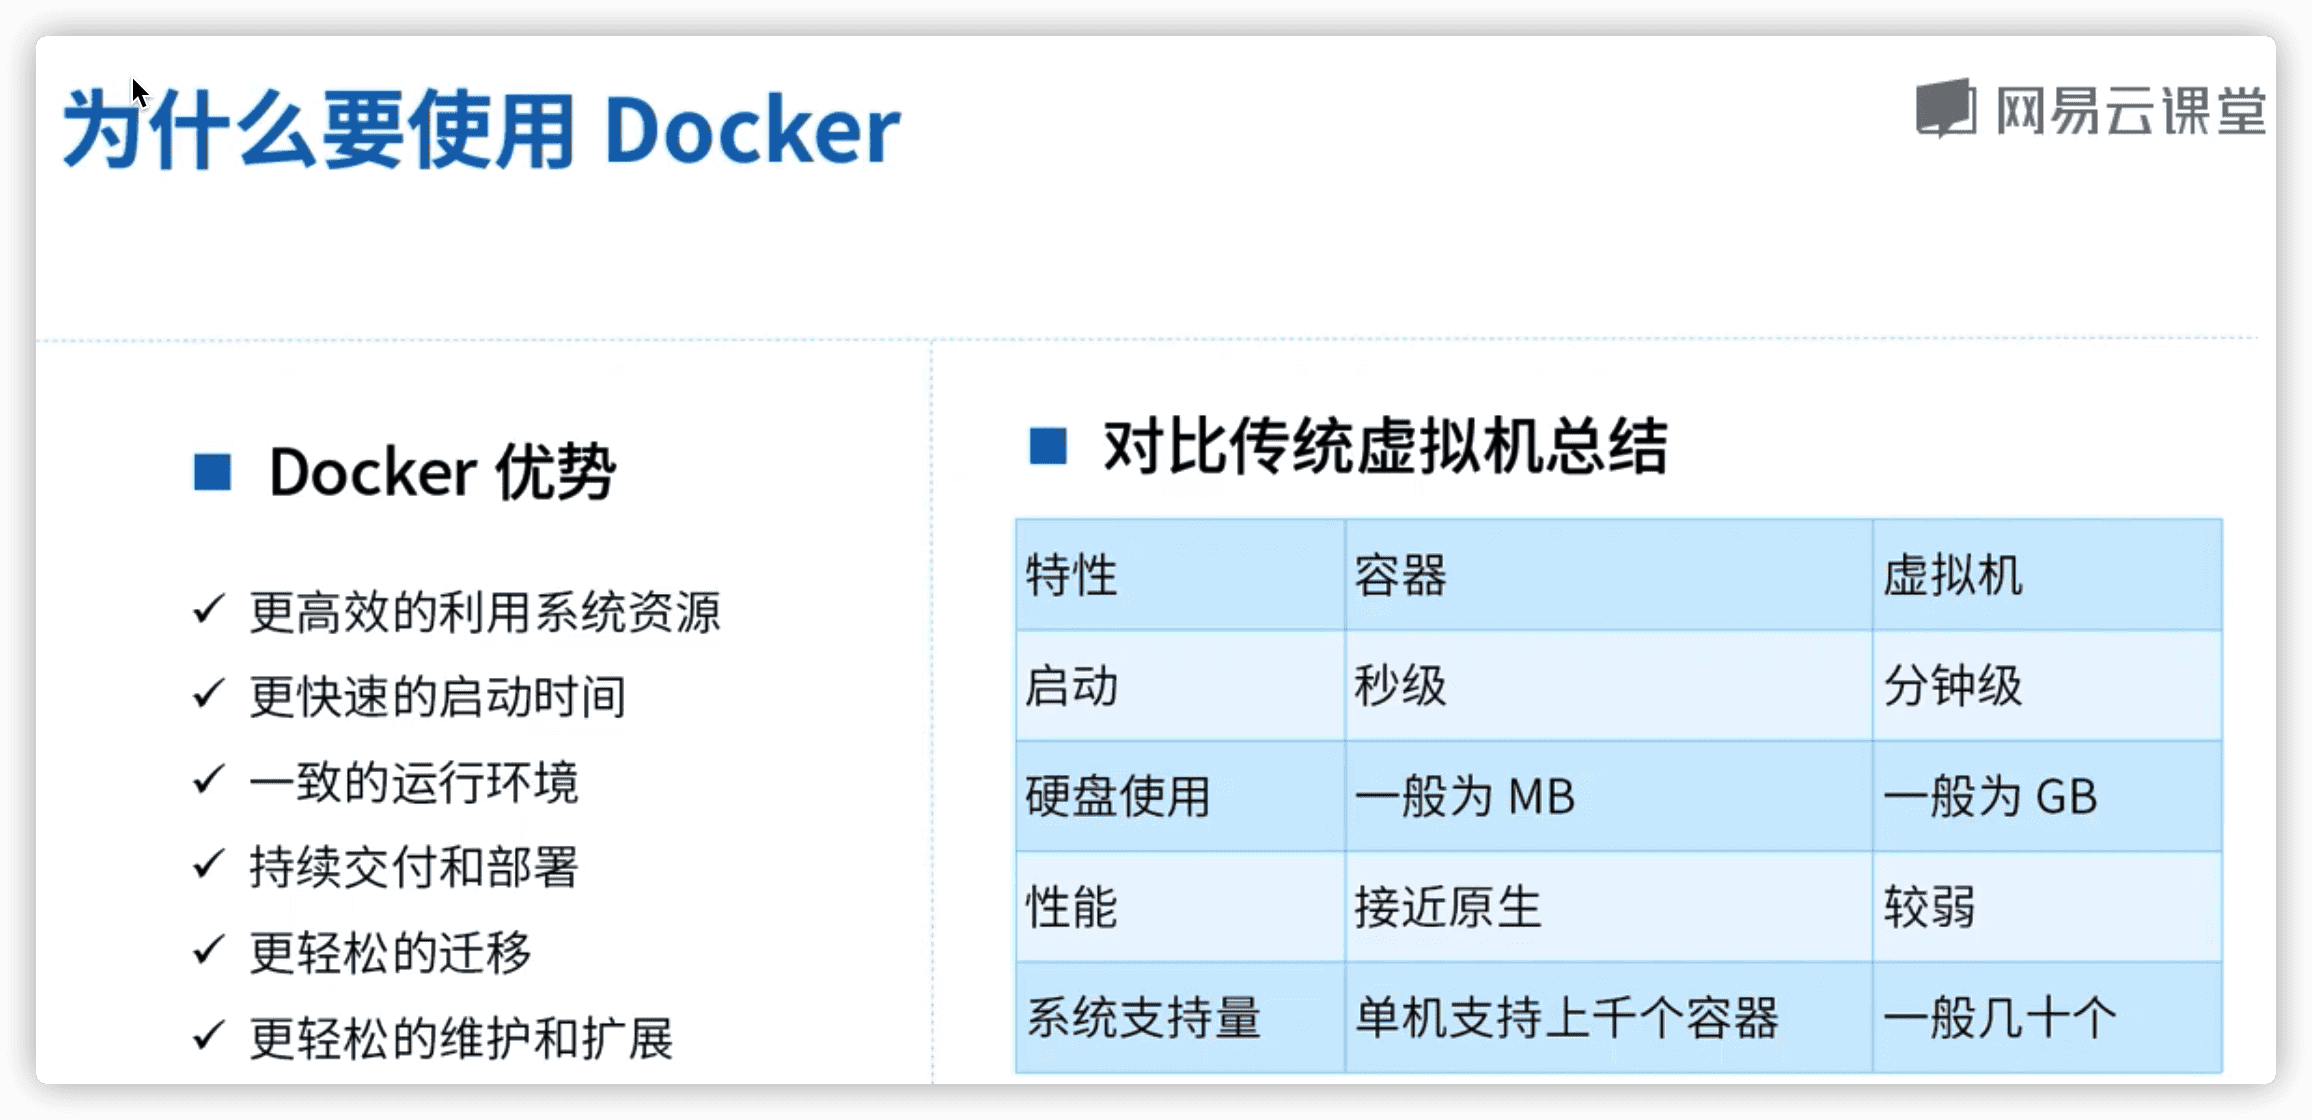 为什么要使用 Docker
网易云课堂
Docker 优势
更高效的利用系统资源
更快速的启动时间
一致的运行环境
持续交付和部署
更轻松的迁移
更轻松的维护和扩展
对比传统虚拟机总结
特性 容器 虚拟机
启动 秒级 分钟级
硬盘使用 一般为 MB 一般为 GB
性能 接近原生 较弱
系统支持量 单机支持上千个容器 一般几十个